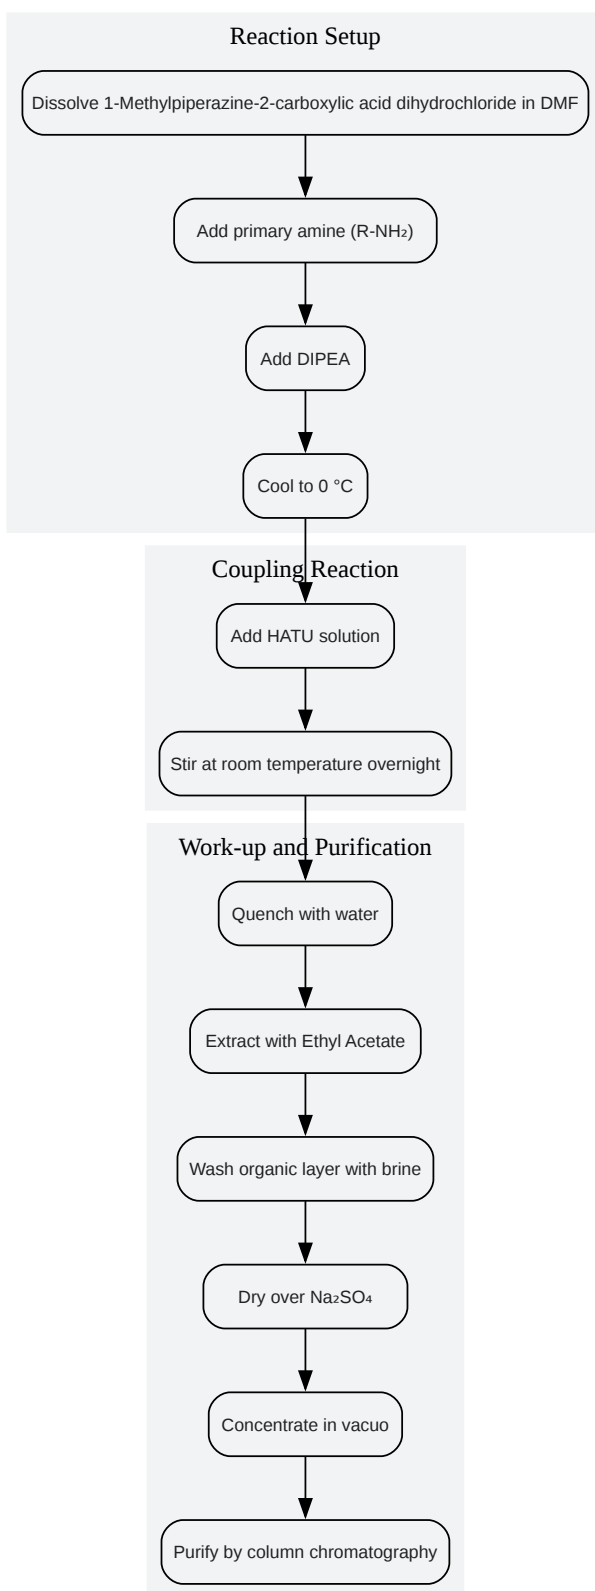 Reaction Setup
Dissolve 1-Methylpiperazine-2-carboxylic acid dihydrochloride in DMF
Add primary amine (R-NH₂)
Add DIPEA
Cool to 0 °C
Coupling Reaction
Add HATU solution
Stir at room temperature overnight
Work-up and Purification
Quench with water
Extract with Ethyl Acetate
Wash organic layer with brine
Dry over Na₂SO₄
Concentrate in vacuo
Purify by column chromatography